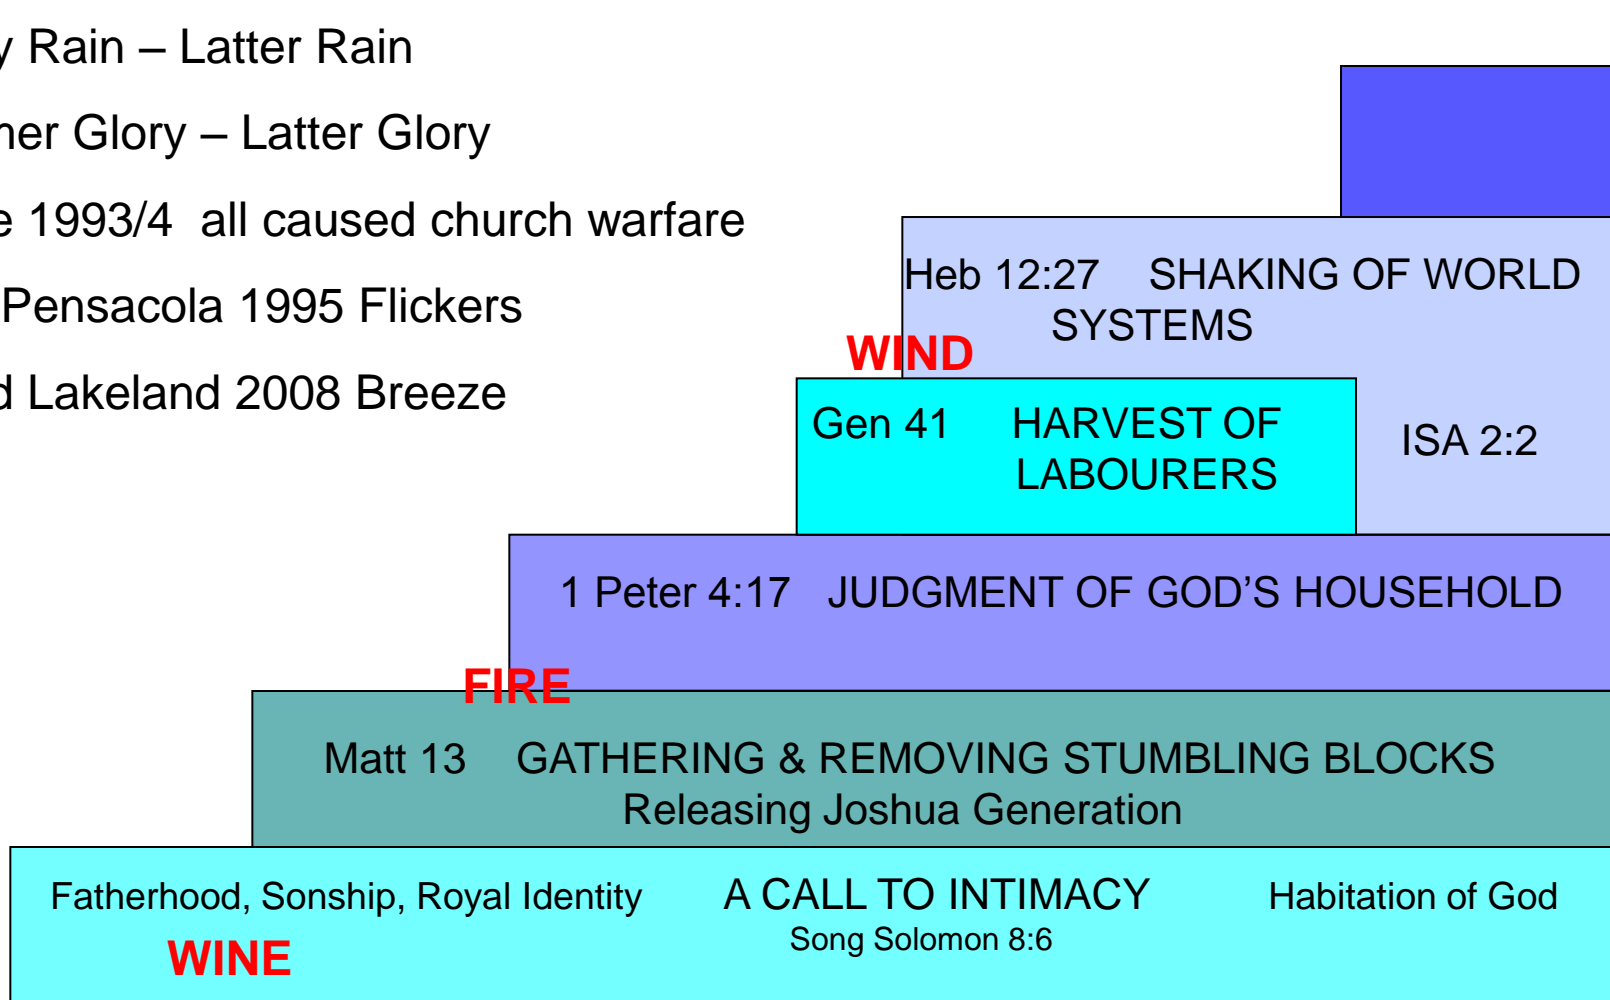 Rain – Latter Rain
Glory – Latter Glory
1993/4 all caused church warfare
Pensacola 1995 Flickers
Lakeland 2008 Breeze
Heb 12:27 SHAKING OF WORLD
SYSTEMS
WIND
Gen 41 HARVEST OF
LABOURERS
ISA 2:2
1 Peter 4:17 JUDGMENT OF GOD’S HOUSEHOLD
FIRE
Matt 13 GATHERING & REMOVING STUMBLING BLOCKS
Releasing Joshua Generation
Fatherhood, Sonship, Royal Identity A CALL TO INTIMACY Habitation of God
Song Solomon 8:6
WINE